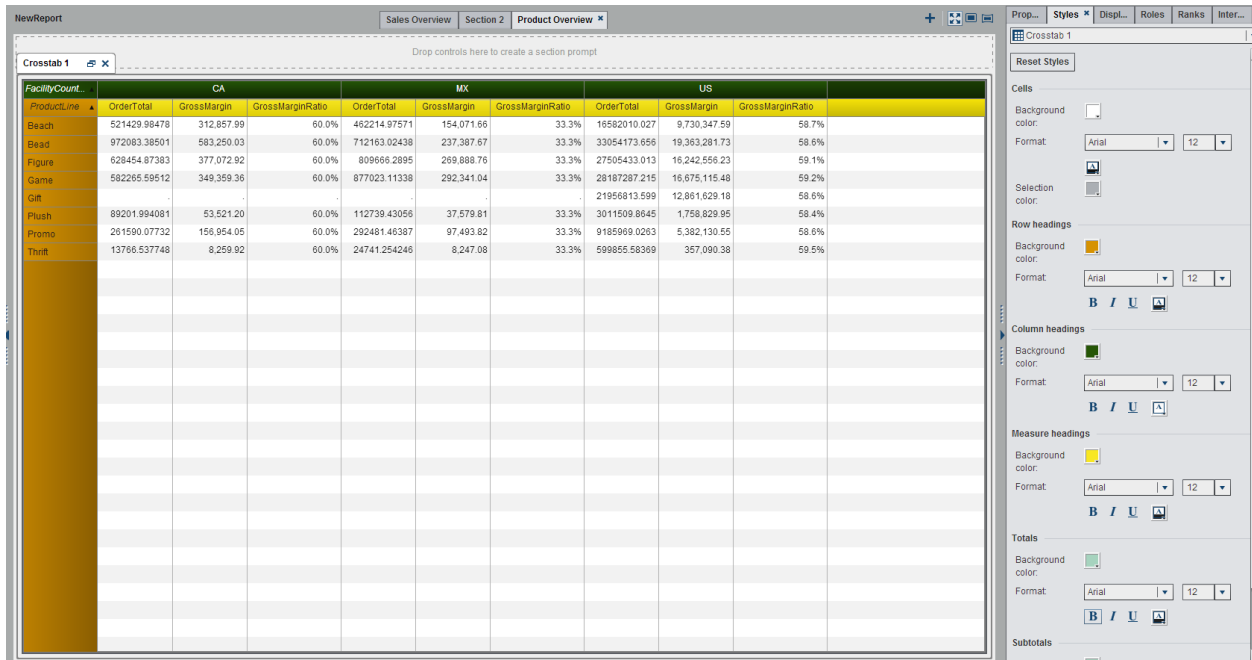 NewReport
Sales Overview Section 2 Product Overview
Drop controls here to create a section prompt
Crosstab 1
FacilityCount... CA MX US
ProductLine OrderTotal GrossMargin GrossMarginRatio OrderTotal GrossMargin GrossMarginRatio OrderTotal GrossMargin GrossMarginRatio
Beach 521429.98478 312,857.99 60.0% 462214.97571 154,071.66 33.3% 16582010.027 9,730,347.59 58.7%
Bead 972083.38501 583,250.03 60.0% 712163.02438 237,387.67 33.3% 33054173.656 19,363,281.73 58.6%
Figure 628454.87383 377,072.92 60.0% 809666.2895 269,888.76 33.3% 27505433.013 16,242,556.23 59.1%
Game 582265.59512 349,359.36 60.0% 877023.11338 292,341.04 33.3% 28187287.215 16,675,115.48 59.2%
Gift . . . . . . 21956813.599 12,861,629.18 58.6%
Plush 89201.994081 53,521.20 60.0% 112739.43056 37,579.81 33.3% 3011509.8645 1,758,829.95 58.4%
Promo 261590.07732 156,954.05 60.0% 292481.46387 97,493.82 33.3% 9185969.0263 5,382,130.55 58.6%
Thrift 13766.537748 8,259.92 60.0% 24741.254246 8,247.08 33.3% 599855.58369 357,090.38 59.5%
Prop... Styles Displ... Roles Ranks Inter...
Crosstab 1
Reset Styles
Cells
Background
color:
Format: Arial 12
A
Selection
color:
Row headings
Background
color:
Format: Arial 12
B I U A
Column headings
Background
color:
Format: Arial 12
B I U A
Measure headings
Background
color:
Format: Arial 12
B I U A
Totals
Background
color:
Format: Arial 12
B I U A
Subtotals